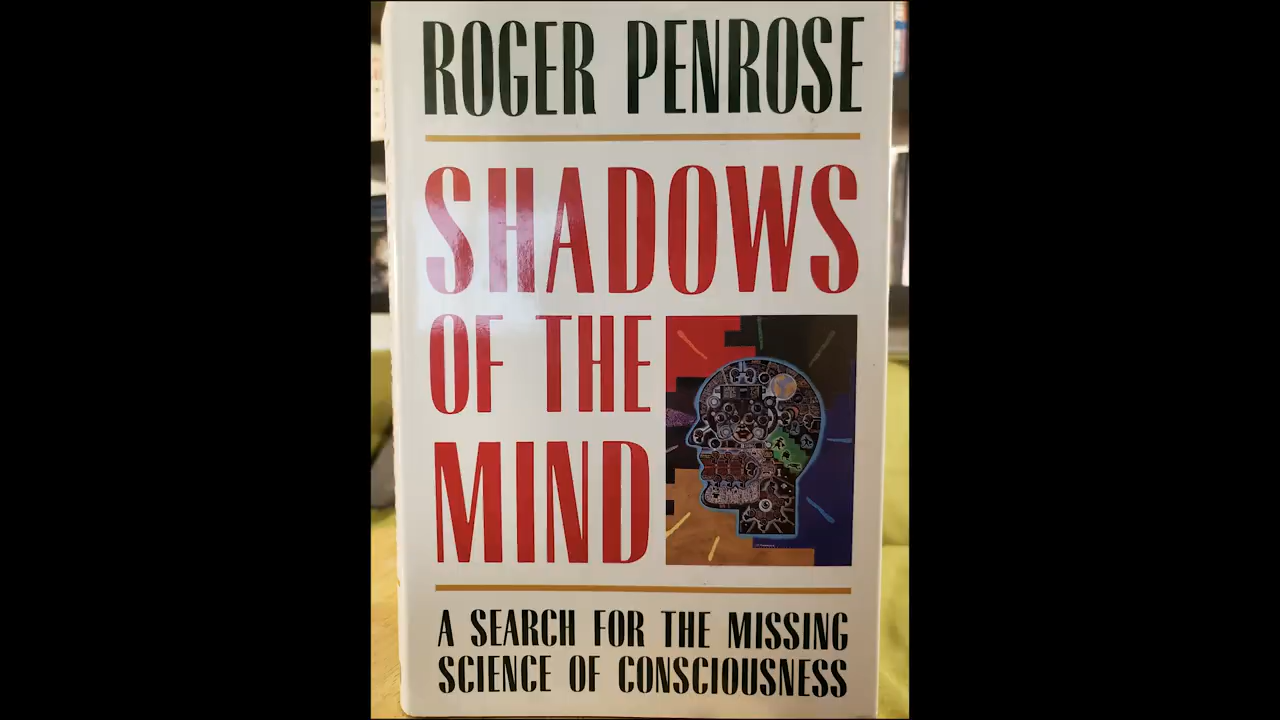 ROGER PENROSE
SHADOWS
OF THE
MIND
A SEARCH FOR THE MISSING
SCIENCE OF CONSCIOUSNESS